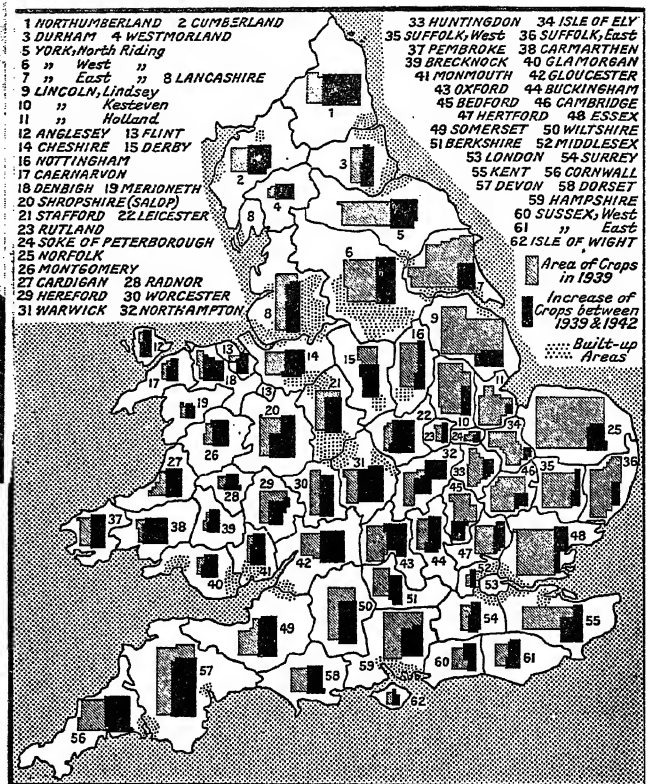 1 NORTHUMBERLAND 2 CUMBERLAND
3 DURHAM 4 WESTMORLAND
5 YORK, North Riding
6 „ West „
7 „ East „ 8 LANCASHIRE
9 LINCOLN, Lindsey
10 „ Kesteven
11 „ Holland
12 ANGLESEY 13 FLINT
14 CHESHIRE 15 DERBY
16 NOTTINGHAM
17 CAERNARVON
18 DENBIGH 19 MERIONETH
20 SHROPSHIRE (SALOP)
21 STAFFORD 22 LEICESTER
23 RUTLAND
24 SOKE OF PETERBOROUGH
25 NORFOLK
26 MONTGOMERY
27 CARDIGAN 28 RADNOR
29 HEREFORD 30 WORCESTER
31 WARWICK 32 NORTHAMPTON
33 HUNTINGDON 34 ISLE OF ELY
35 SUFFOLK, West 36 SUFFOLK, East
37 PEMBROKE 38 CARMARTHEN
39 BRECKNOCK 40 GLAMORGAN
41 MONMOUTH 42 GLOUCESTER
43 OXFORD 44 BUCKINGHAM
45 BEDFORD 46 CAMBRIDGE
47 HERTFORD 48 ESSEX
49 SOMERSET 50 WILTSHIRE
51 BERKSHIRE 52 MIDDLESEX
53 LONDON 54 SURREY
55 KENT 56 CORNWALL
57 DEVON 58 DORSET
59 HAMPSHIRE
60 SUSSEX, West
61 „ East
62 ISLE OF WIGHT
Area of Crops
in 1939
Increase of
Crops between
1939 & 1942
Built-up
Areas
1
2
3
4
5
8
6
7
8
9
12
13
14
15
16
17
18
13
11
19
20
21
22
10
34
25
23
24
26
32
33
46
35
36
27
28
29
30
31
45
37
38
39
41
42
43
44
47
48
40
52
53
51
50
49
54
55
57
58
59
60
61
56
62